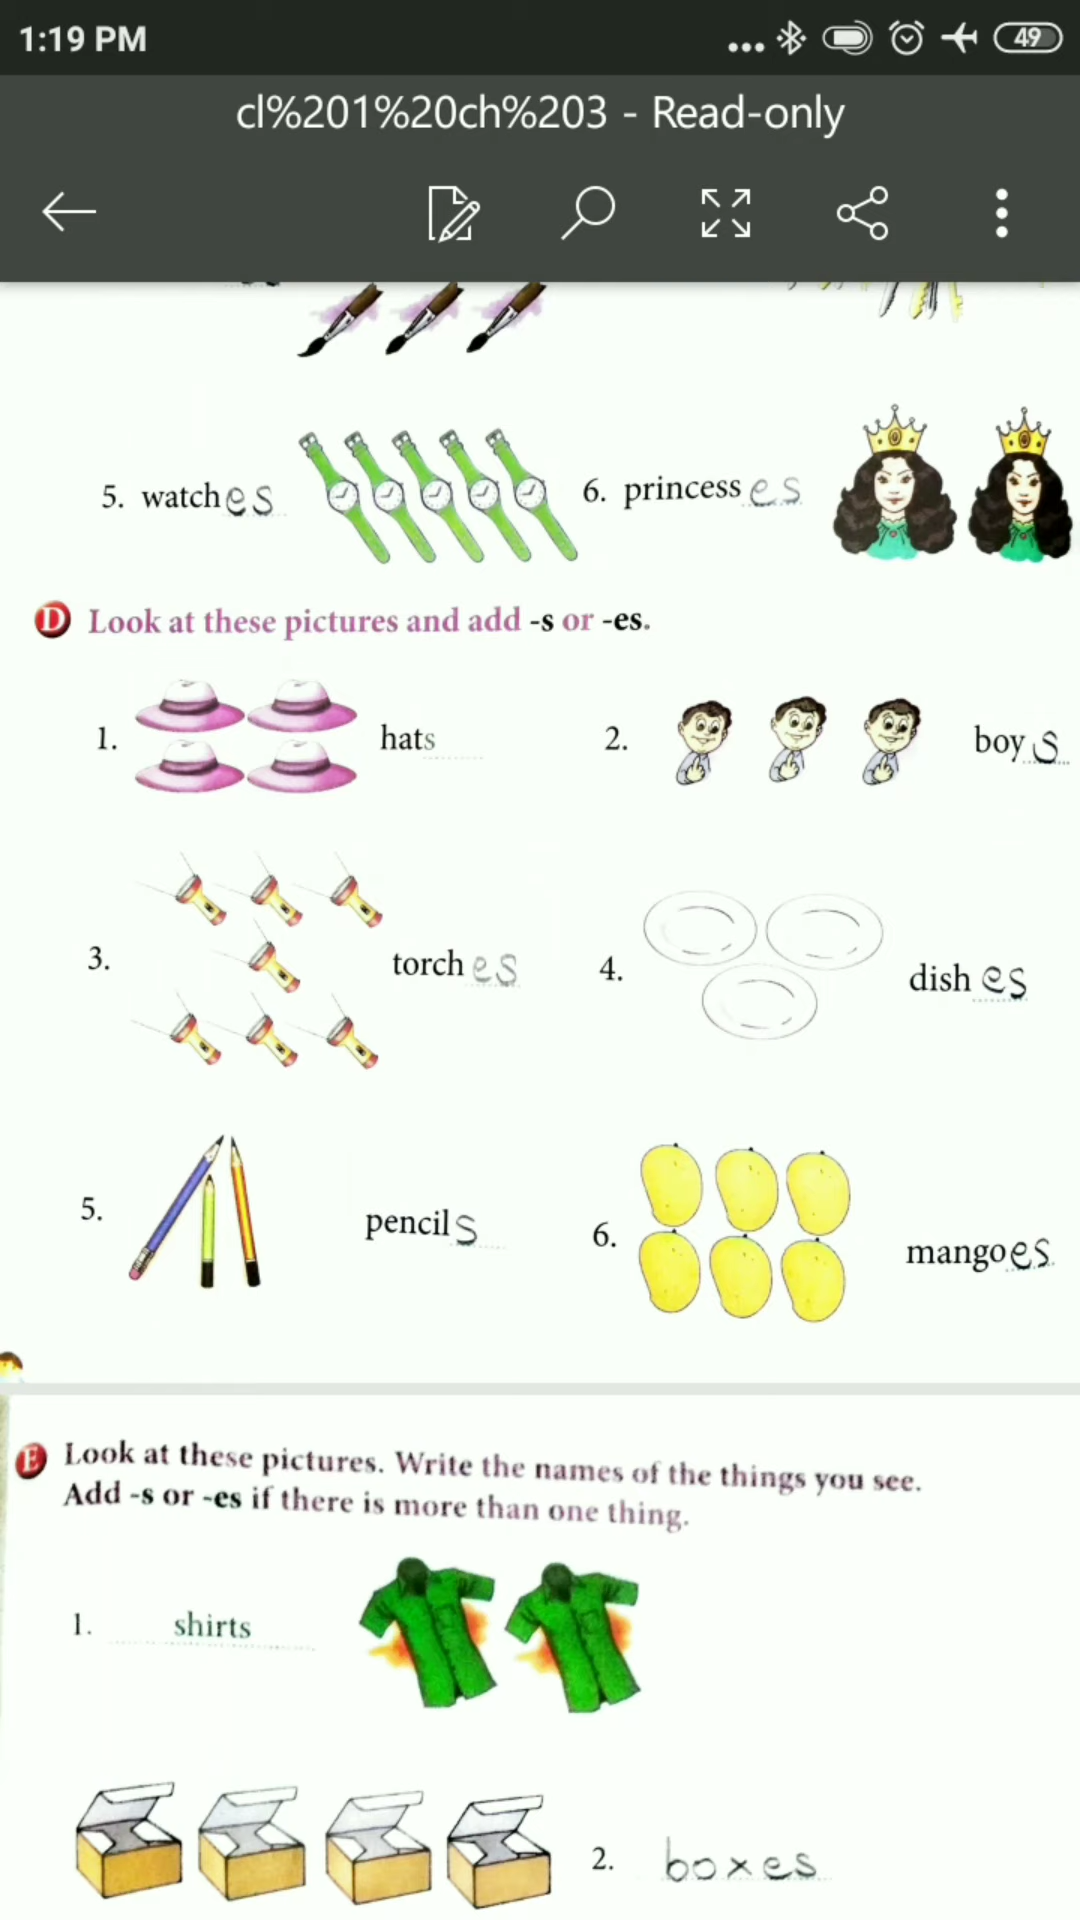 1:19 PM
49
cl%201%20ch%203 - Read-only
5. watches
6. princesses
D Look at these pictures and add -s or -es.
1. hats
2. boys
3. torches
4. dishes
5. pencils
6. mangoes
E Look at these pictures. Write the names of the things you see.
Add -s or -es if there is more than one thing.
1. shirts
2. boxes